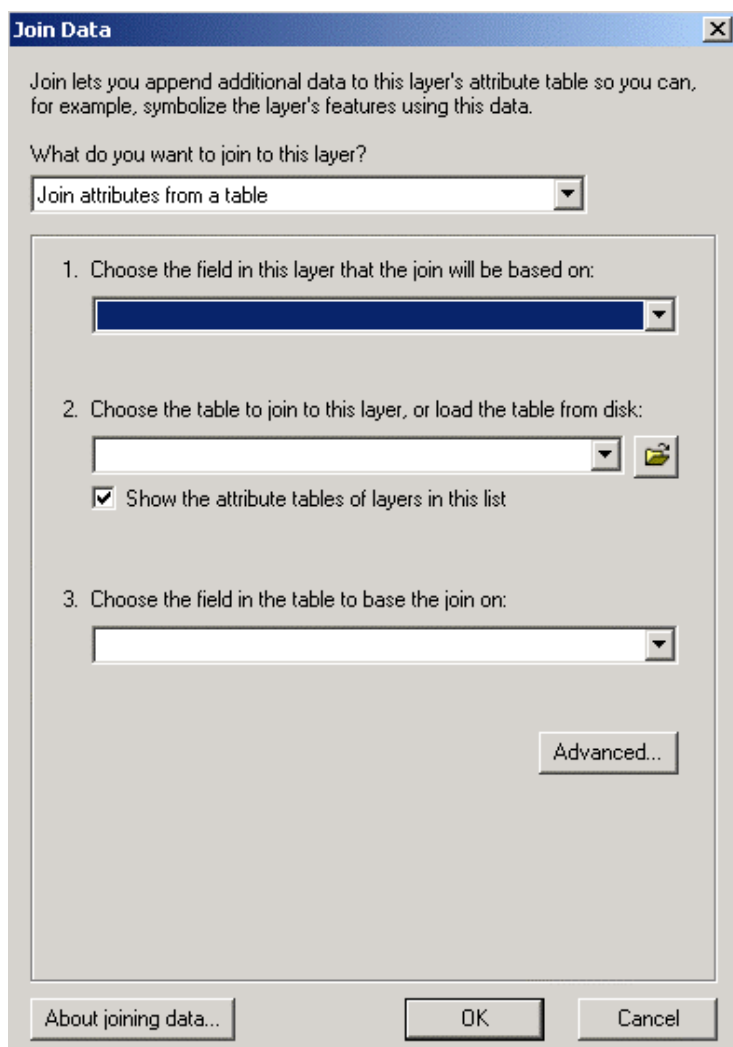 Join Data
Join lets you append additional data to this layer's attribute table so you can,
for example, symbolize the layer's features using this data.
What do you want to join to this layer?
Join attributes from a table
1. Choose the field in this layer that the join will be based on:
2. Choose the table to join to this layer, or load the table from disk:
Show the attribute tables of layers in this list
3. Choose the field in the table to base the join on:
Advanced...
About joining data... OK Cancel